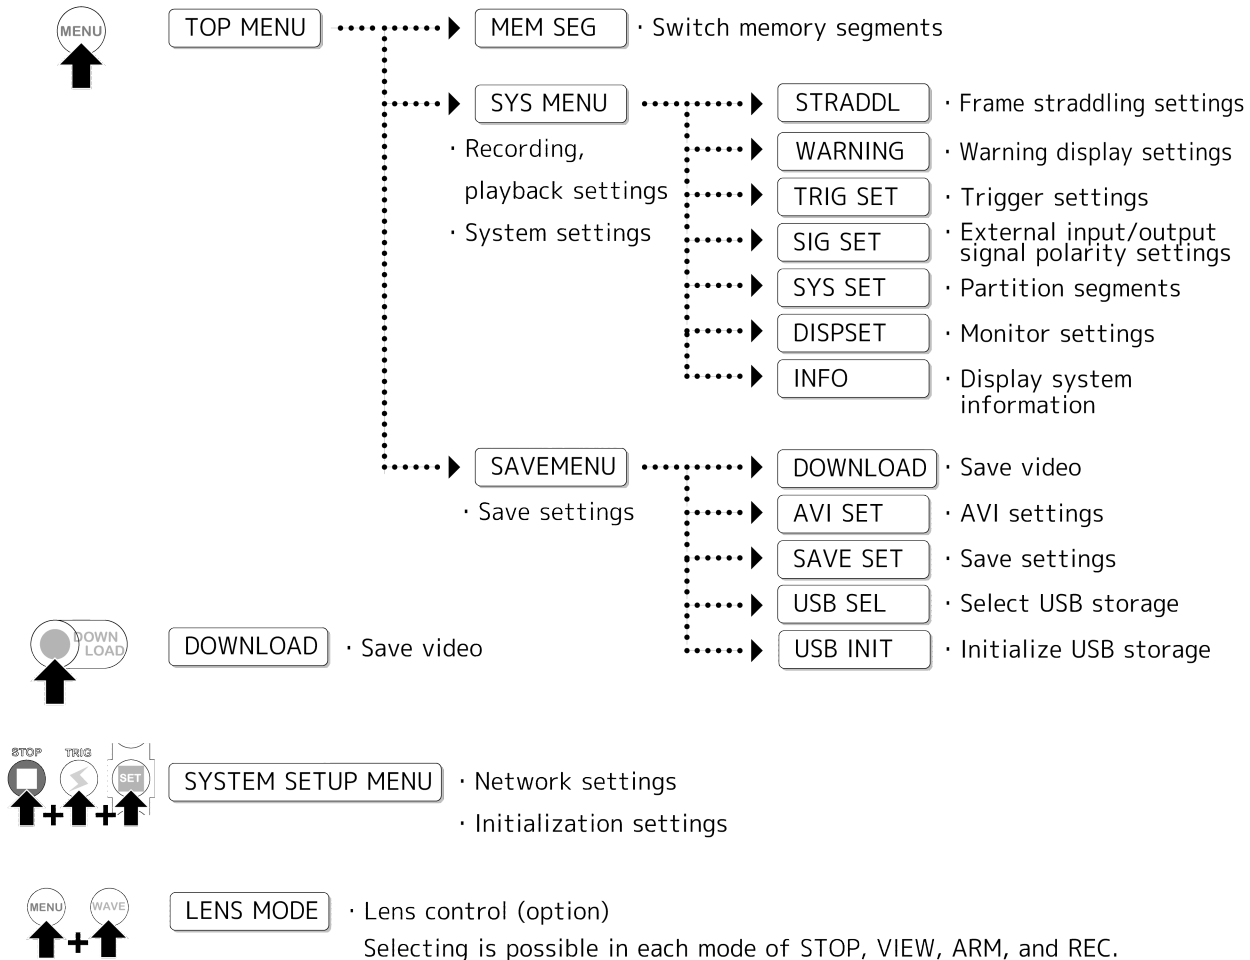 MENU
TOP MENU
MEM SEG
· Switch memory segments
SYS MENU
· Recording,
playback settings
· System settings
STRADDL
· Frame straddling settings
WARNING
· Warning display settings
TRIG SET
· Trigger settings
SIG SET
· External input/output
signal polarity settings
SYS SET
· Partition segments
DISPSET
· Monitor settings
INFO
· Display system
information
SAVEMENU
· Save settings
DOWNLOAD
· Save video
AVI SET
· AVI settings
SAVE SET
· Save settings
USB SEL
· Select USB storage
USB INIT
· Initialize USB storage
DOWN
LOAD
DOWNLOAD
· Save video
STOP
TRIG
SET
+
+
SYSTEM SETUP MENU
· Network settings
· Initialization settings
MENU
WAVE
+
LENS MODE
· Lens control (option)
Selecting is possible in each mode of STOP, VIEW, ARM, and REC.